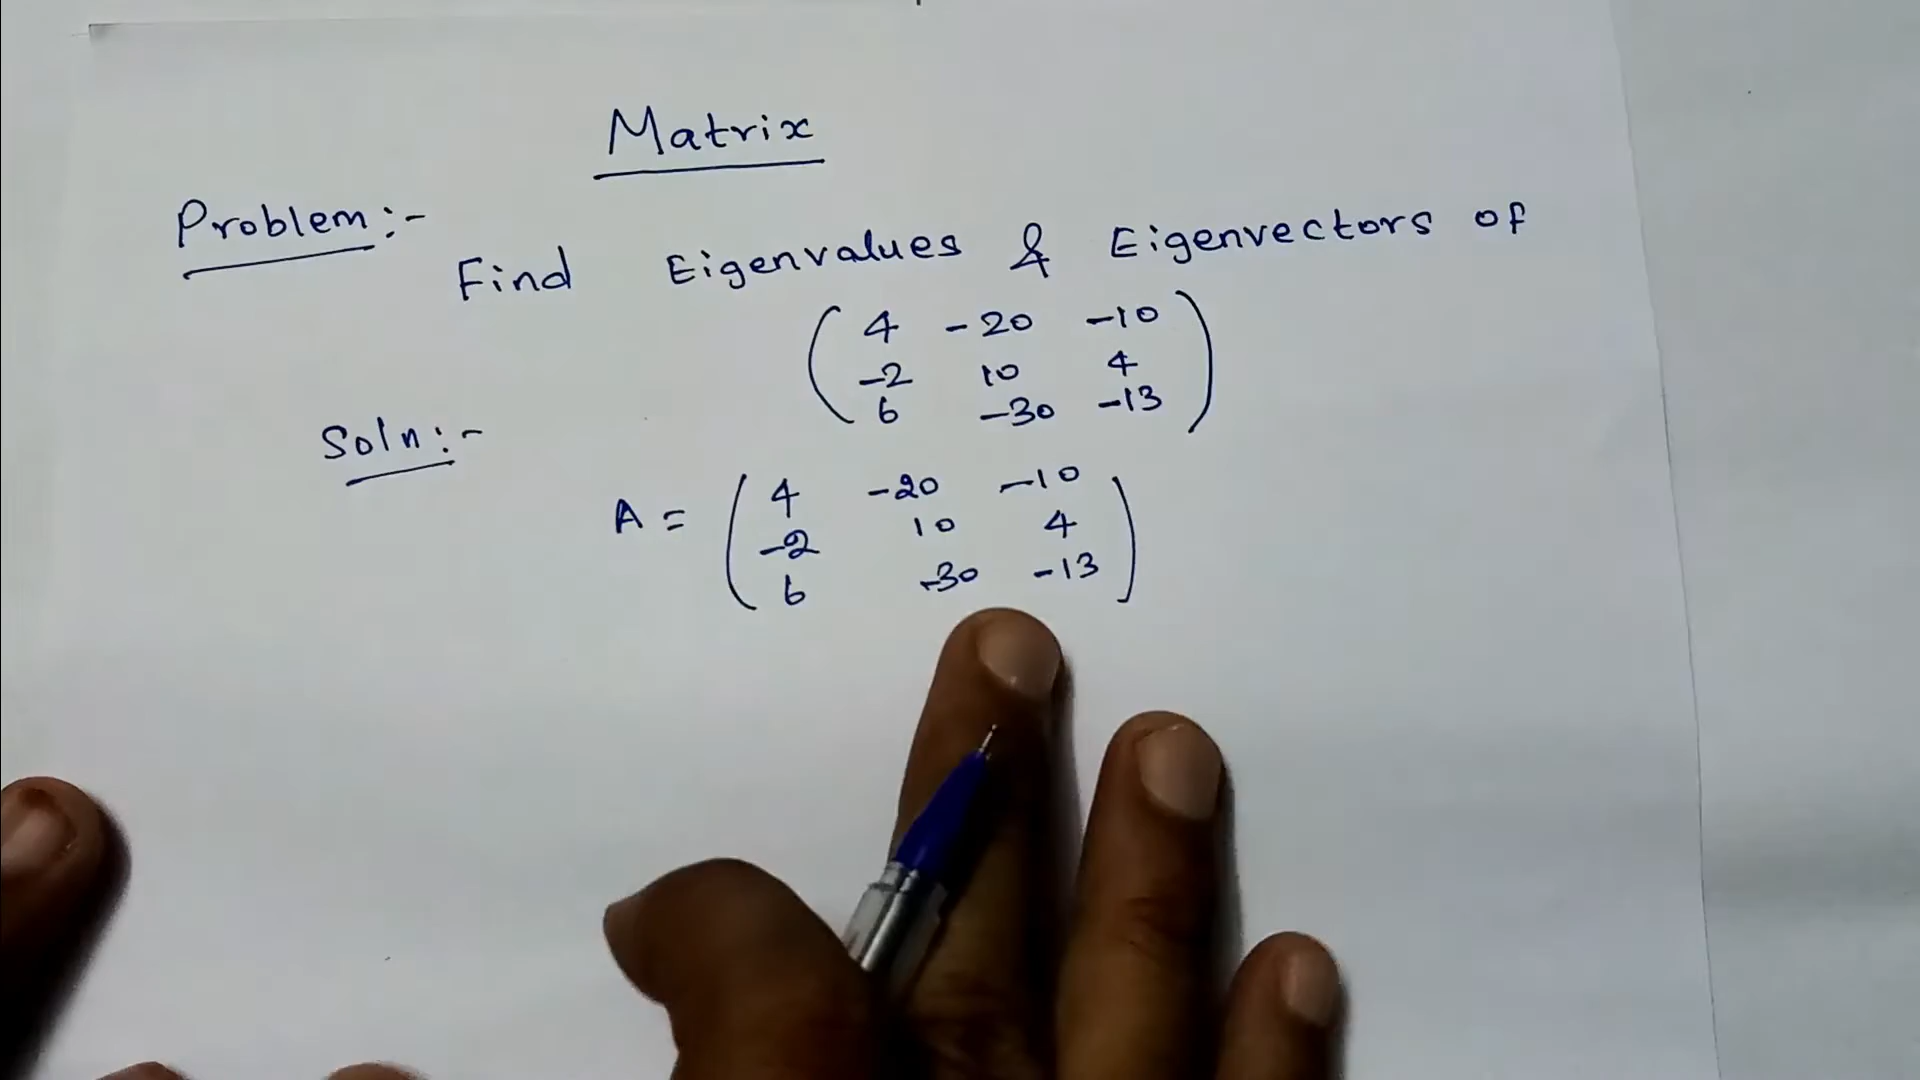 Matrix
Problem:-
Find Eigenvalues & Eigenvectors of
4 -20 -10
-2 10 4
6 -30 -13
Soln:-
A = 4 -20 -10
-2 10 4
6 -30 -13